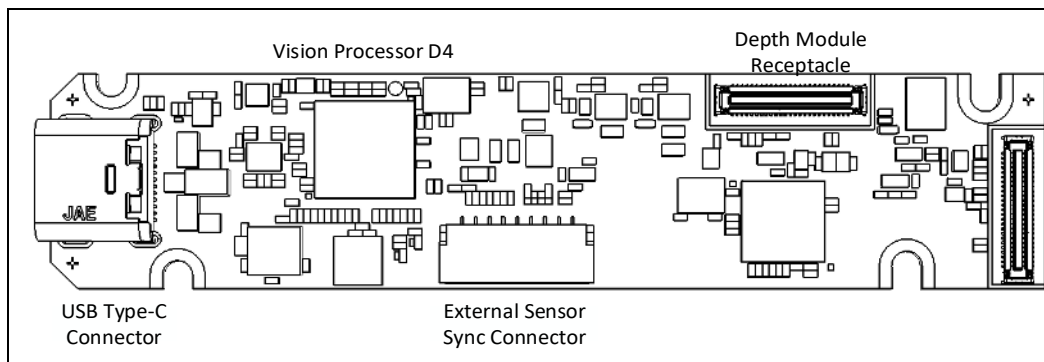 Vision Processor D4
Depth Module
Receptacle
JAE
USB Type-C
Connector
External Sensor
Sync Connector